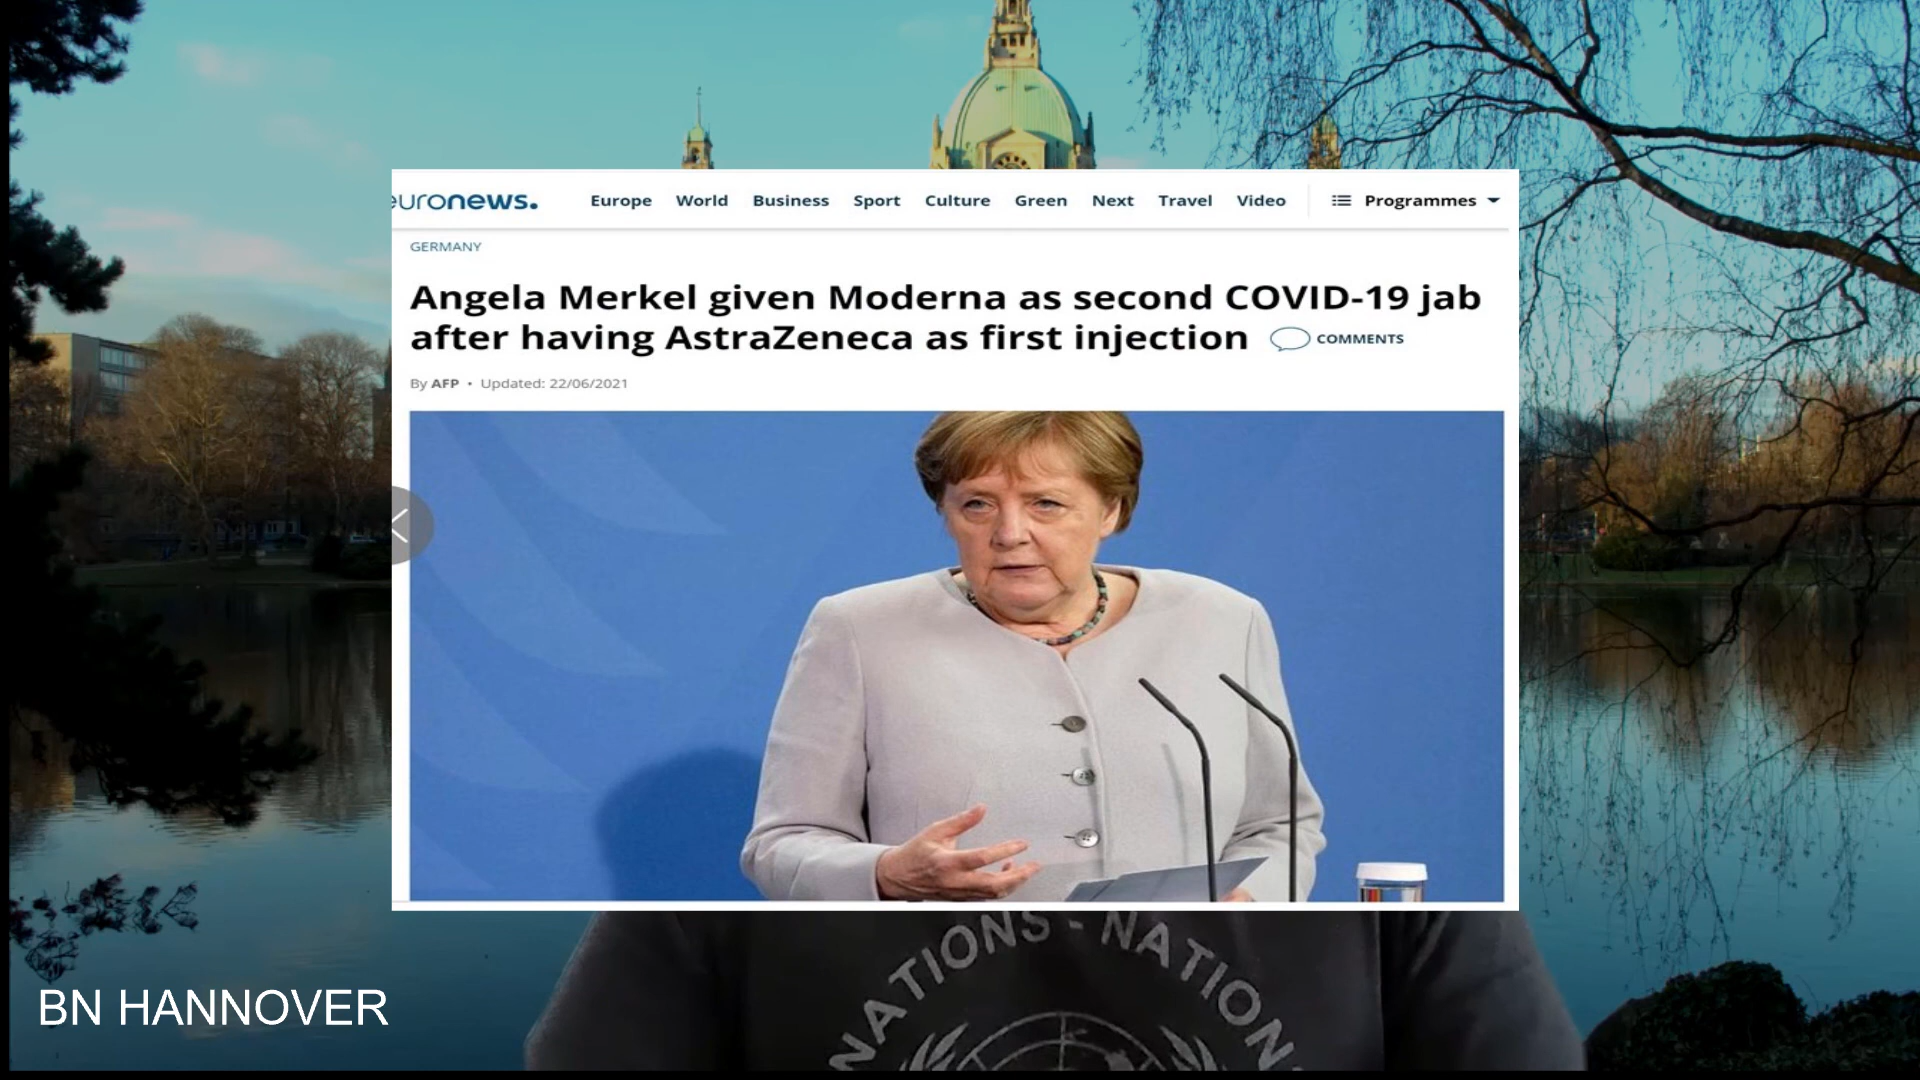 euronews.
Europe World Business Sport Culture Green Next Travel Video Programmes
GERMANY
Angela Merkel given Moderna as second COVID-19 jab
after having AstraZeneca as first injection COMMENTS
By AFP • Updated: 22/06/2021
NATIONS - NATIONS
BN HANNOVER